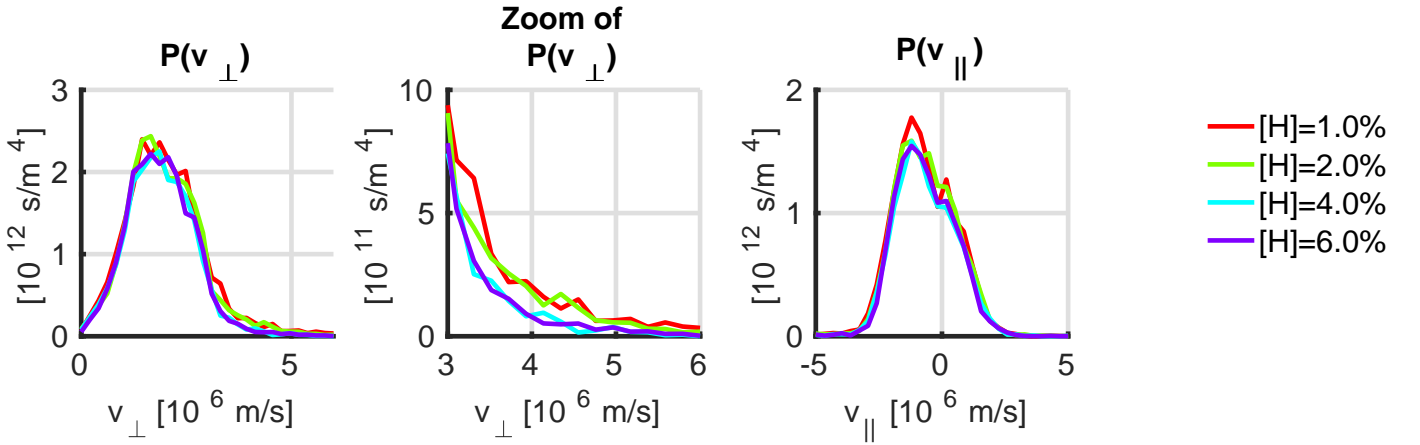 P(v ⊥)
3
2
1
0
0
5
[10 12 s/m 4]
v⊥ [10 6 m/s]
Zoom of
P(v ⊥)
10
5
0
3
4
5
6
[10 11 s/m 4]
v⊥ [10 6 m/s]
P(v ||)
2
1
0
-5
0
5
[10 12 s/m 4]
v|| [10 6 m/s]
[H]=1.0%
[H]=2.0%
[H]=4.0%
[H]=6.0%